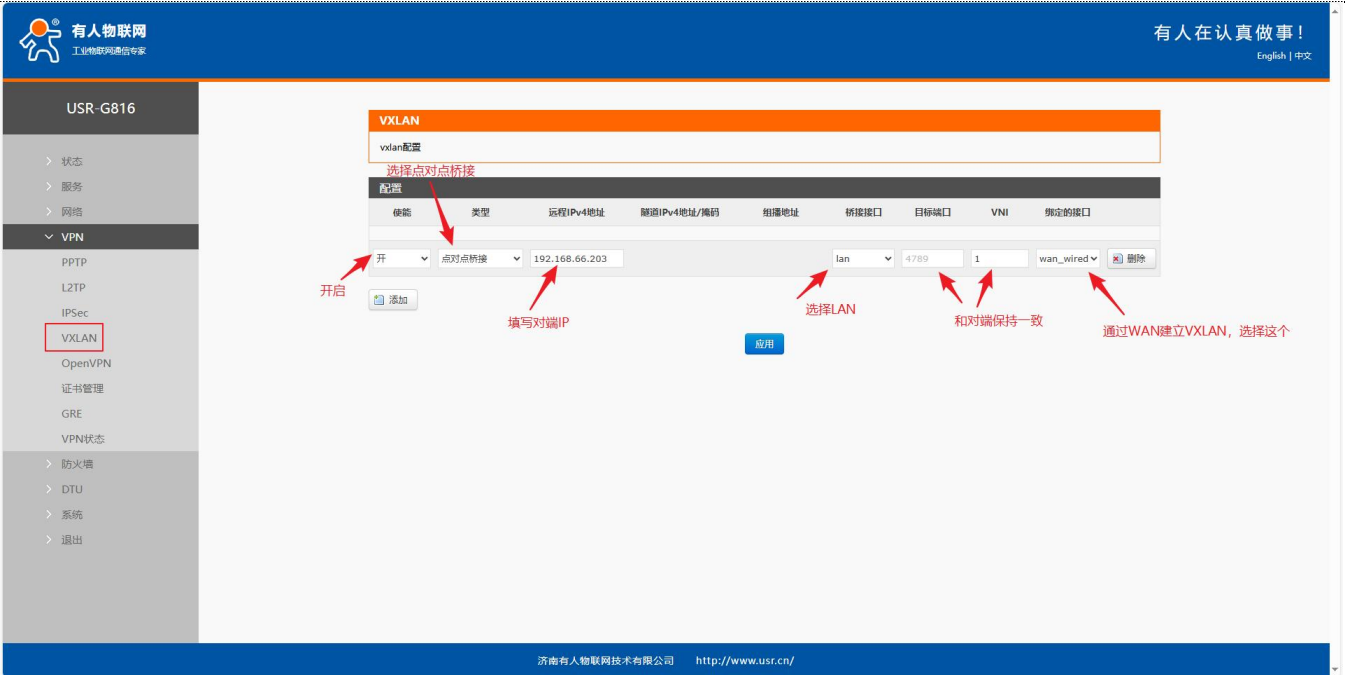 有人物联网
®
工业物联网通信专家
有人在认真做事!
English | 中文
USR-G816
状态
服务
网络
VPN
PPTP
L2TP
IPSec
VXLAN
OpenVPN
证书管理
GRE
VPN状态
防火墙
DTU
系统
退出
VXLAN
vxlan配置
选择点对点桥接
配置
使能 类型 远程IPv4地址 隧道IPv4地址/掩码 组播地址 桥接接口 目标端口 VNI 绑定的接口
开 点对点桥接 192.168.66.203 lan 4789 1 wan_wired 删除
开启
添加
填写对端IP
选择LAN
和对端保持一致
通过WAN建立VXLAN，选择这个
应用
济南有人物联网技术有限公司 http://www.usr.cn/